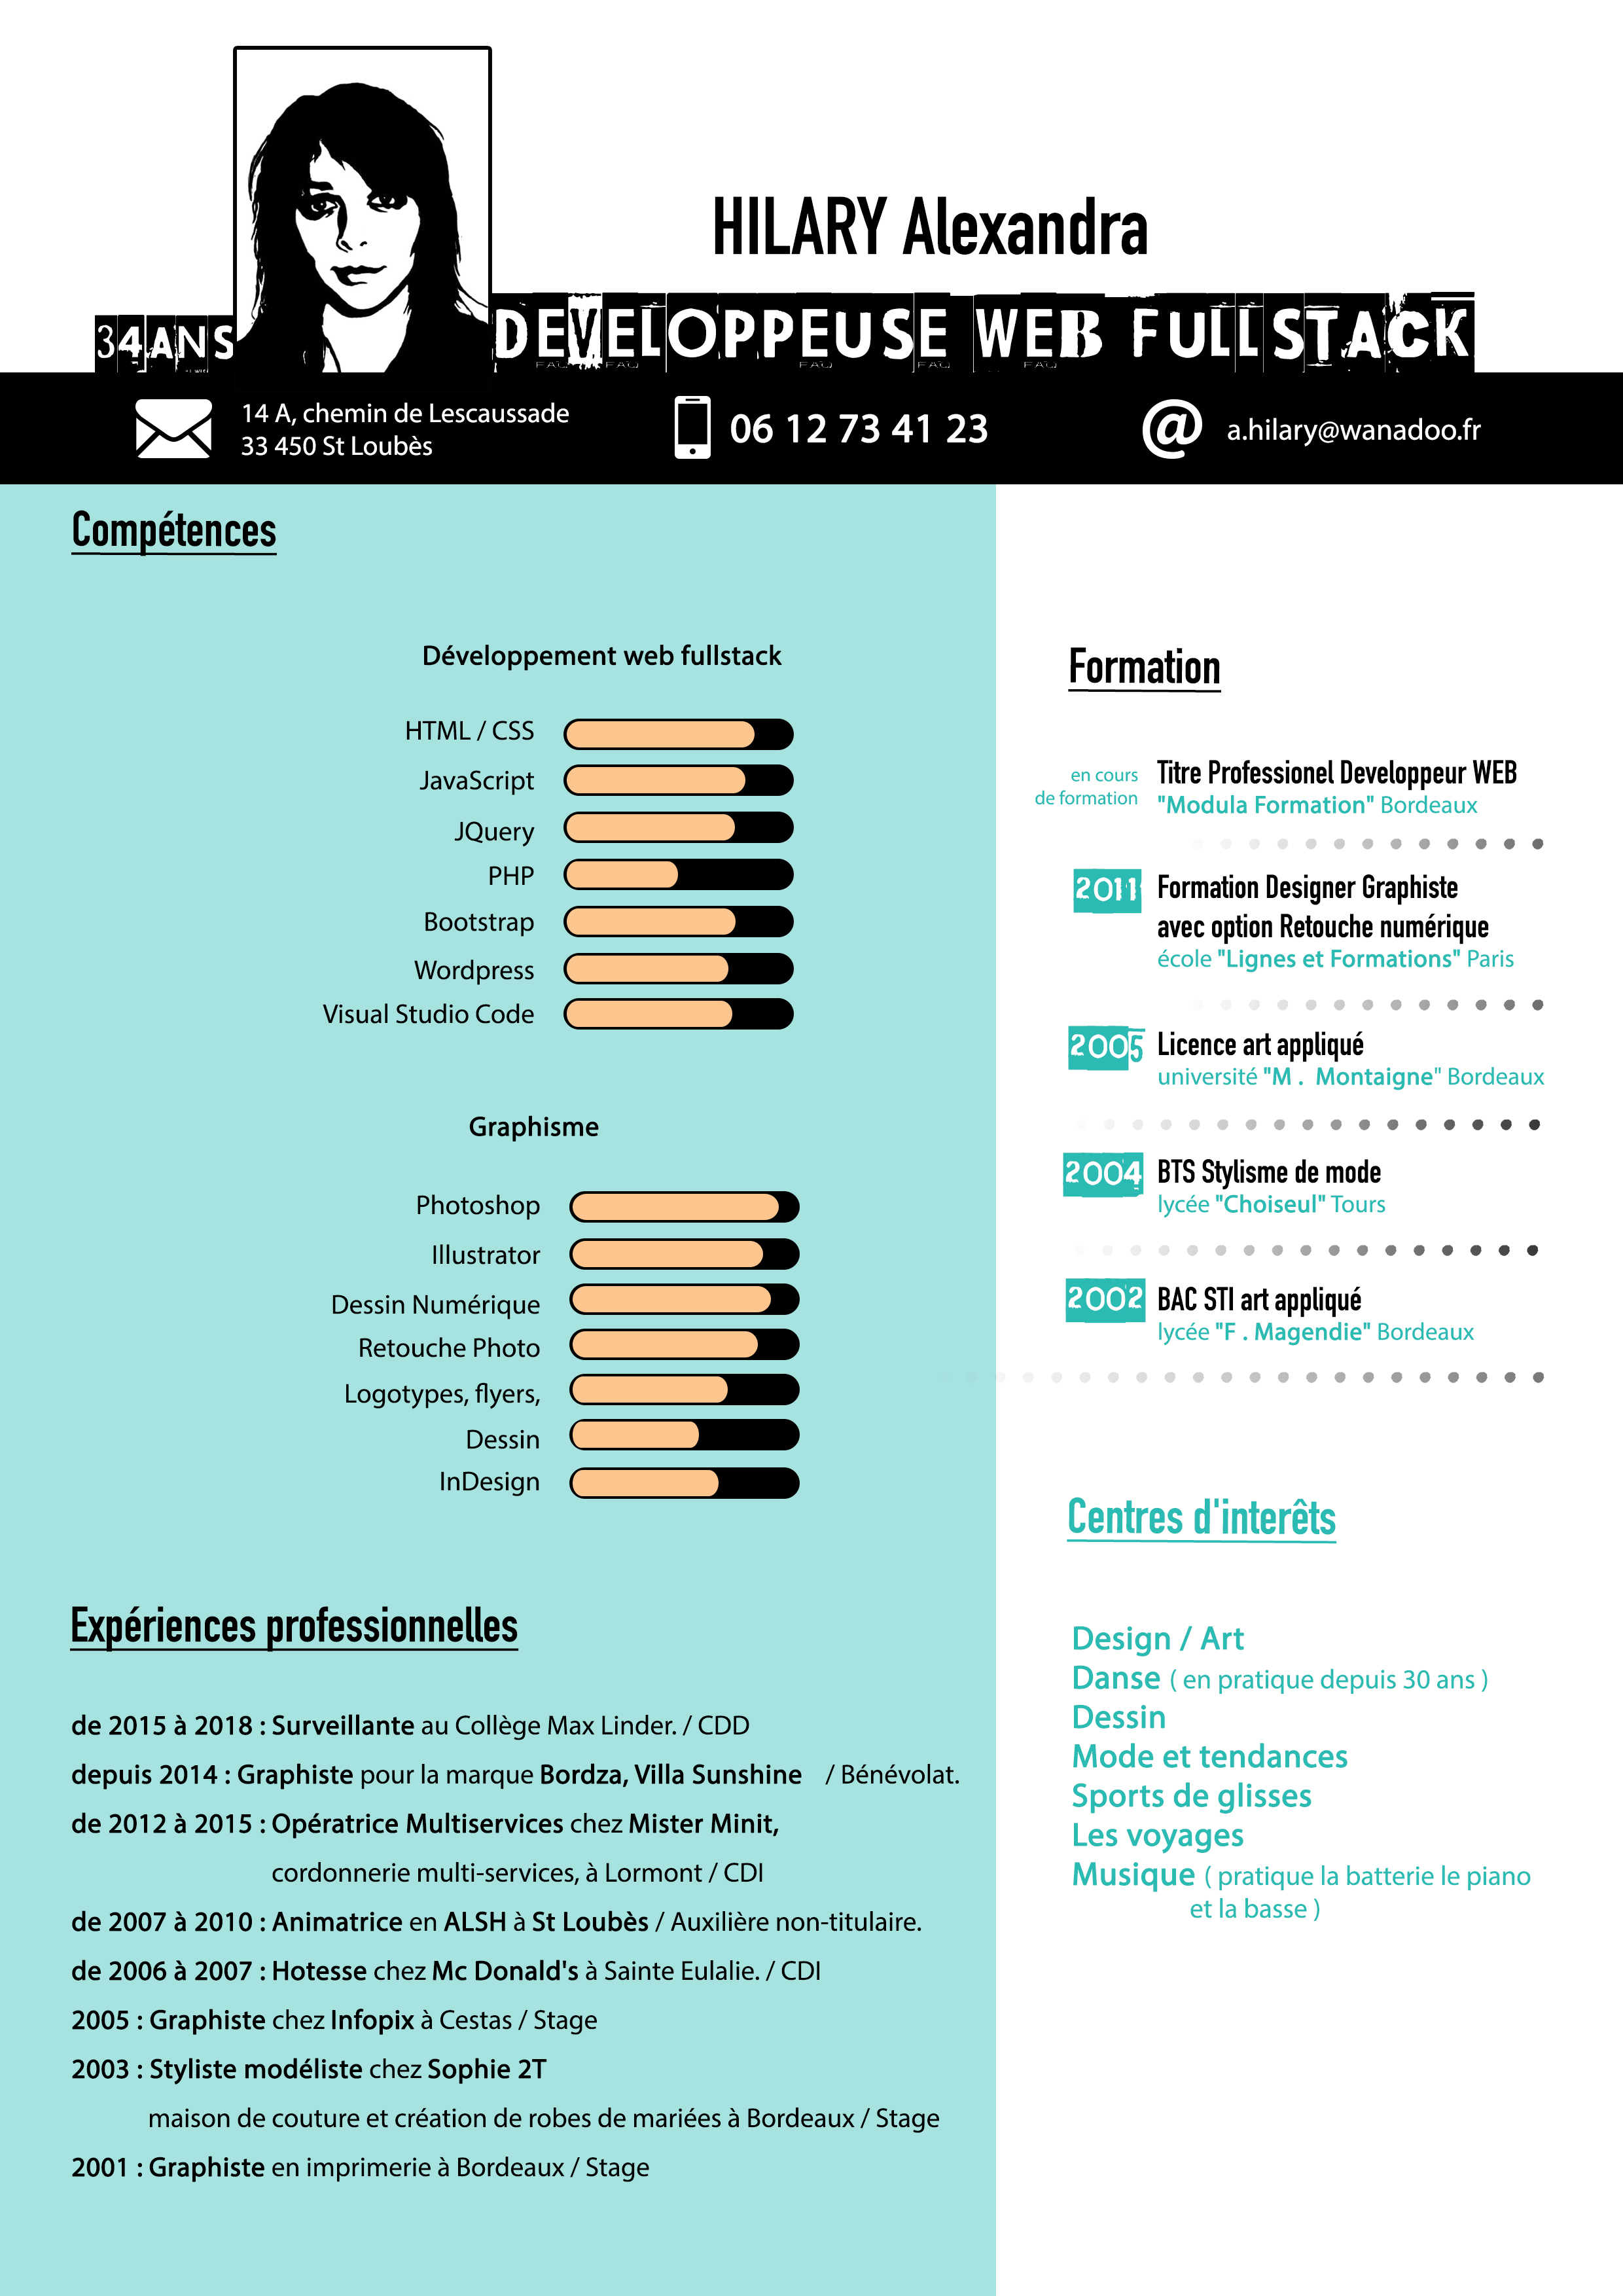 HILARY Alexandra
34 ANS
DEVELOPPEUSE WEB FULLSTACK
14 A, chemin de Lescaussade
33 450 St Loubès
06 12 73 41 23
@ a.hilary@wanadoo.fr
Compétences
Développement web fullstack
HTML / CSS
JavaScript
JQuery
PHP
Bootstrap
Wordpress
Visual Studio Code
Graphisme
Photoshop
Illustrator
Dessin Numérique
Retouche Photo
Logotypes, flyers,
Dessin
InDesign
Expériences professionnelles
de 2015 à 2018 : Surveillante au Collège Max Linder. / CDD
depuis 2014 : Graphiste pour la marque Bordza, Villa Sunshine / Bénévolat.
de 2012 à 2015 : Opératrice Multiservices chez Mister Minit,
cordonnerie multi-services, à Lormont / CDI
de 2007 à 2010 : Animatrice en ALSH à St Loubès / Auxilière non-titulaire.
de 2006 à 2007 : Hotesse chez Mc Donald's à Sainte Eulalie. / CDI
2005 : Graphiste chez Infopix à Cestas / Stage
2003 : Styliste modéliste chez Sophie 2T
maison de couture et création de robes de mariées à Bordeaux / Stage
2001 : Graphiste en imprimerie à Bordeaux / Stage
Formation
en cours
de formation
Titre Professionel Developpeur WEB
"Modula Formation" Bordeaux
2011
Formation Designer Graphiste
avec option Retouche numérique
école "Lignes et Formations" Paris
2005
Licence art appliqué
université "M . Montaigne" Bordeaux
2004
BTS Stylisme de mode
lycée "Choiseul" Tours
2002
BAC STI art appliqué
lycée "F . Magendie" Bordeaux
Centres d'interêts
Design / Art
Danse ( en pratique depuis 30 ans )
Dessin
Mode et tendances
Sports de glisses
Les voyages
Musique ( pratique la batterie le piano
et la basse )